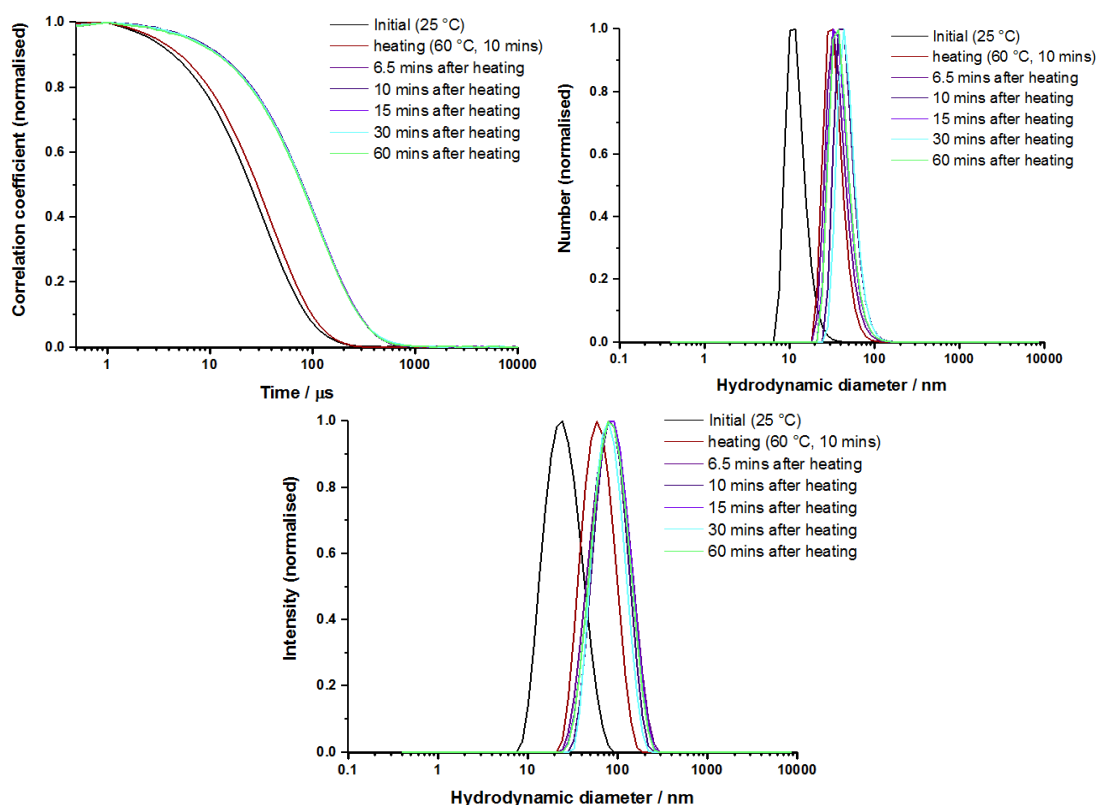 Correlation coefficient (normalised)
1.0
0.8
0.6
0.4
0.2
0.0
1
10
100
1000
10000
Time / μs
Initial (25 °C)
heating (60 °C, 10 mins)
6.5 mins after heating
10 mins after heating
15 mins after heating
30 mins after heating
60 mins after heating
Number (normalised)
1.0
0.8
0.6
0.4
0.2
0.0
0.1
1
10
100
1000
10000
Hydrodynamic diameter / nm
Initial (25 °C)
heating (60 °C, 10 mins)
6.5 mins after heating
10 mins after heating
15 mins after heating
30 mins after heating
60 mins after heating
Intensity (normalised)
1.0
0.8
0.6
0.4
0.2
0.0
0.1
1
10
100
1000
10000
Hydrodynamic diameter / nm
Initial (25 °C)
heating (60 °C, 10 mins)
6.5 mins after heating
10 mins after heating
15 mins after heating
30 mins after heating
60 mins after heating